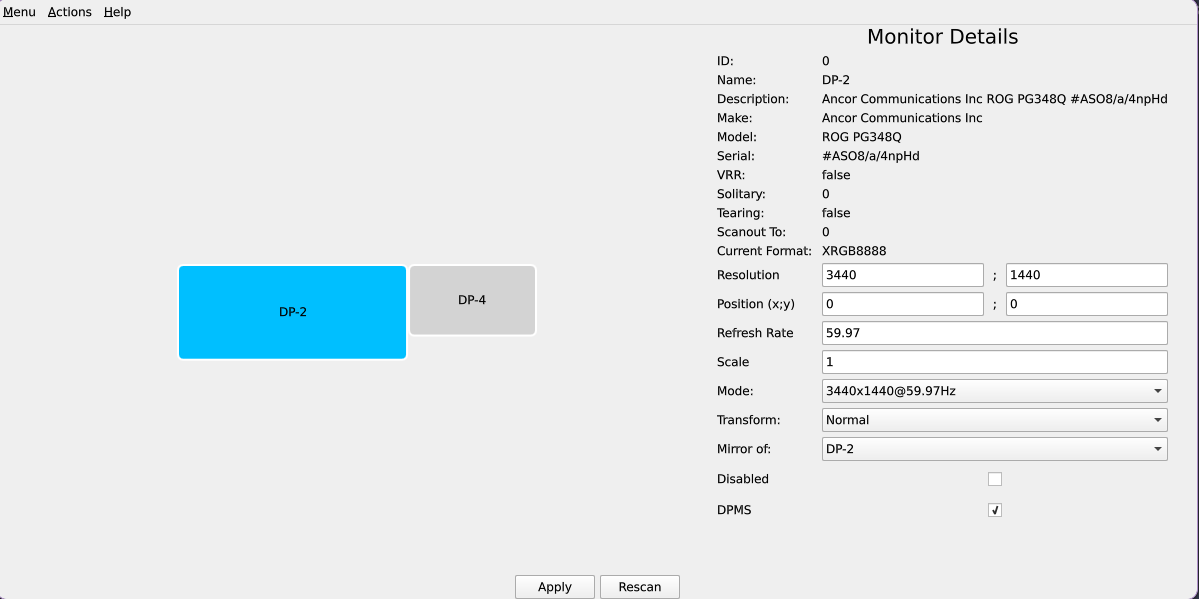 Menu Actions Help
Monitor Details
ID: 0
Name: DP-2
Description: Ancor Communications Inc ROG PG348Q #ASO8/a/4npHd
Make: Ancor Communications Inc
Model: ROG PG348Q
Serial: #ASO8/a/4npHd
VRR: false
Solitary: 0
Tearing: false
Scanout To: 0
Current Format: XRGB8888
Resolution 3440 ; 1440
Position (x;y) 0 ; 0
Refresh Rate 59.97
Scale 1
Mode: 3440x1440@59.97Hz
Transform: Normal
Mirror of: DP-2
Disabled
DPMS
DP-2
DP-4
Apply Rescan